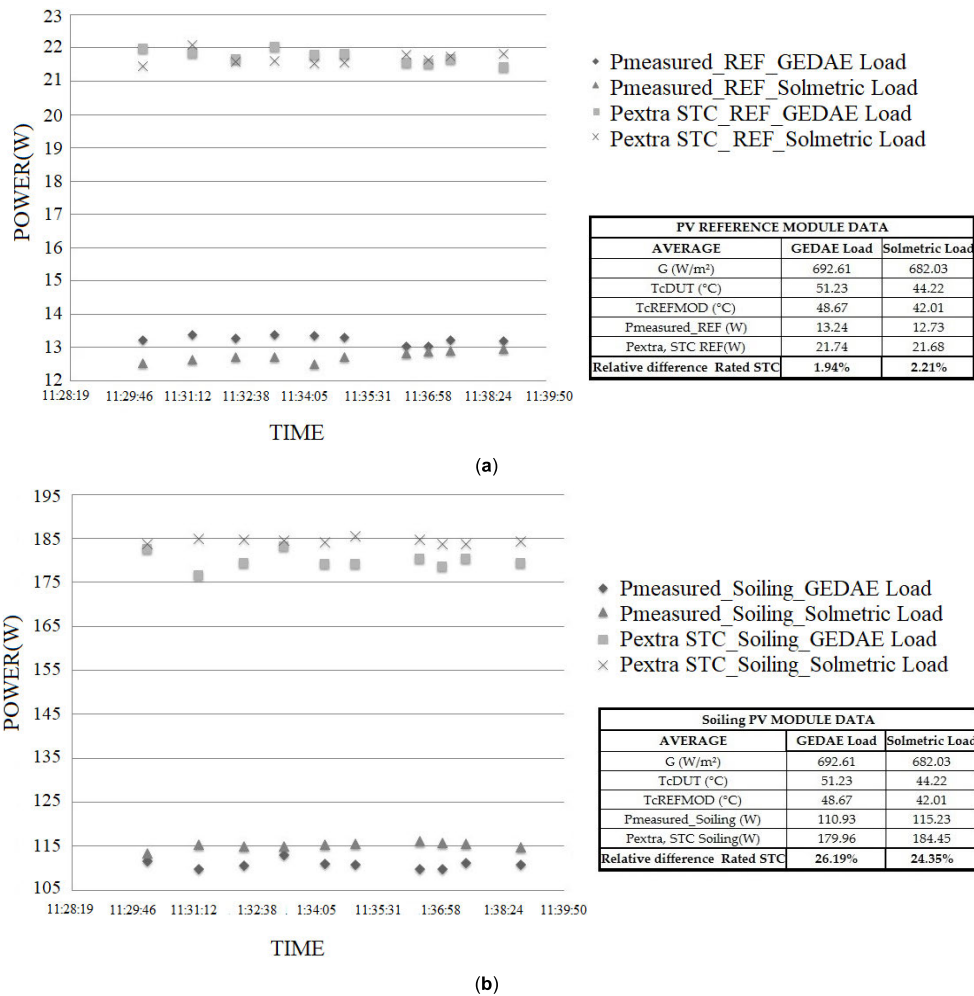 23
22
21
20
19
18
17
16
15
14
13
12
POWER(W)
11:28:19 11:29:46 11:31:12 11:32:38 11:34:05 11:35:31 11:36:58 11:38:24 11:39:50
TIME
Pmeasured_REF_GEDAE Load
Pmeasured_REF_Solmetric Load
Pextra STC_REF_GEDAE Load
Pextra STC_REF_Solmetric Load
PV REFERENCE MODULE DATA
AVERAGE GEDAE Load Solmetric Load
G (W/m²) 692.61 682.03
TcDUT (°C) 51.23 44.22
TcREFMOD (°C) 48.67 42.01
Pmeasured_REF (W) 13.24 12.73
Pextra, STC REF(W) 21.74 21.68
Relative difference Rated STC 1.94% 2.21%
(a)
195
185
175
165
155
145
135
125
115
105
POWER(W)
11:28:19 11:29:46 11:31:12 1:32:38 1:34:05 11:35:31 1:36:58 1:38:24 11:39:50
TIME
Pmeasured_Soiling_GEDAE Load
Pmeasured_Soiling_Solmetric Load
Pextra STC_Soiling_GEDAE Load
Pextra STC_Soiling_Solmetric Load
Soiling PV MODULE DATA
AVERAGE GEDAE Load Solmetric Load
G (W/m²) 692.61 682.03
TcDUT (°C) 51.23 44.22
TcREFMOD (°C) 48.67 42.01
Pmeasured_Soiling (W) 110.93 115.23
Pextra, STC Soiling(W) 179.96 184.45
Relative difference Rated STC 26.19% 24.35%
(b)